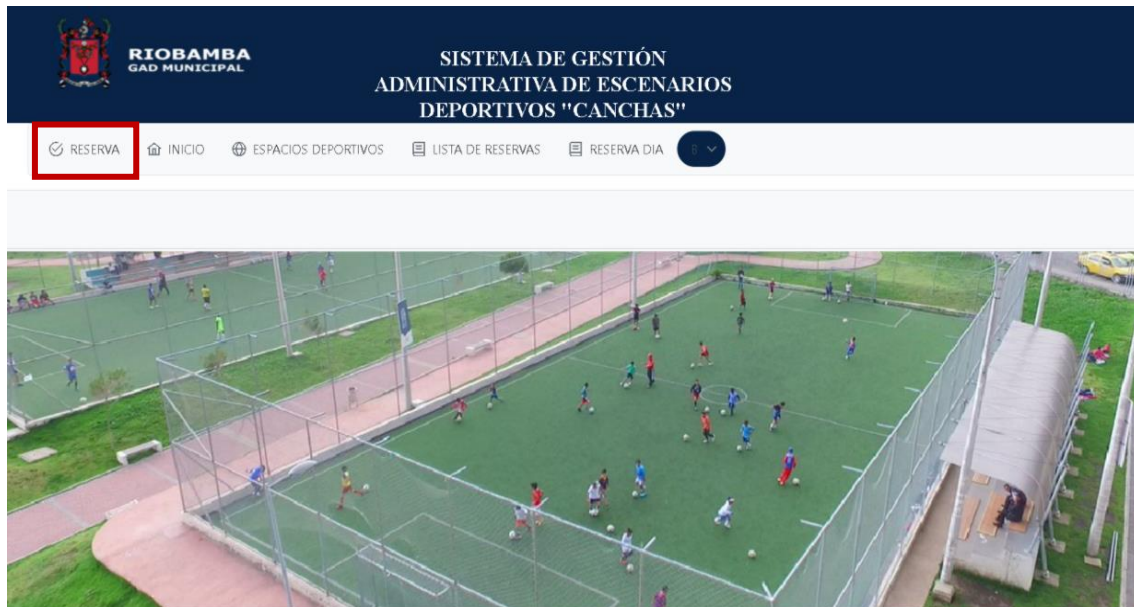 RIOBAMBA
GAD MUNICIPAL
SISTEMA DE GESTIÓN
ADMINISTRATIVA DE ESCENARIOS
DEPORTIVOS "CANCHAS"
RESERVA
INICIO
ESPACIOS DEPORTIVOS
LISTA DE RESERVAS
RESERVA DIA